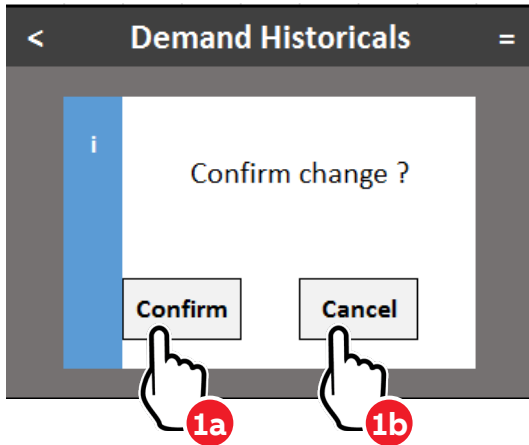 < Demand Historicals =
i
Confirm change ?
Confirm Cancel
1a 1b